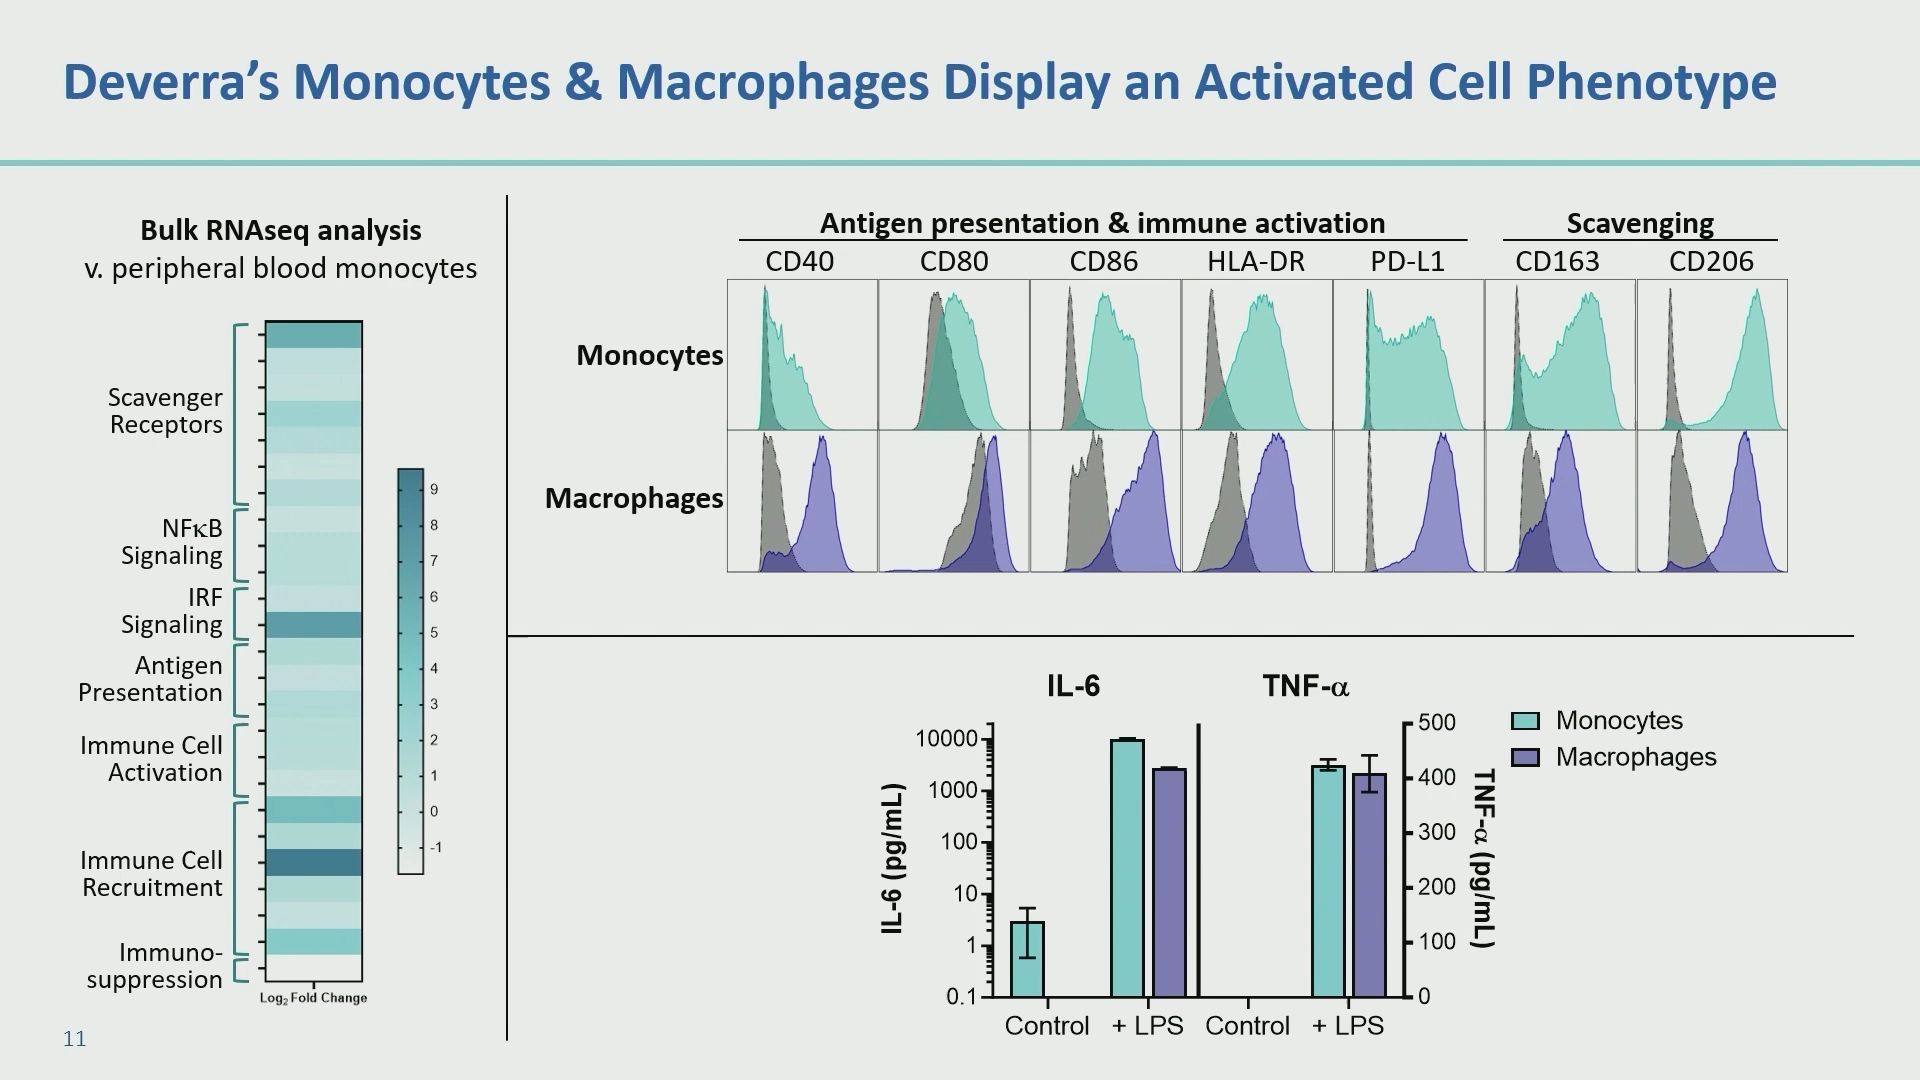 Deverra’s Monocytes & Macrophages Display an Activated Cell Phenotype
Bulk RNAseq analysis
v. peripheral blood monocytes
Scavenger
Receptors
NFκB
Signaling
IRF
Signaling
Antigen
Presentation
Immune Cell
Activation
Immune Cell
Recruitment
Immuno-
suppression
Log2 Fold Change
9
8
7
6
5
4
3
2
1
0
-1
Antigen presentation & immune activation
Scavenging
CD40 CD80 CD86 HLA-DR PD-L1 CD163 CD206
Monocytes
Macrophages
IL-6
TNF-α
IL-6 (pg/mL)
10000
1000
100
10
1
0.1
Control + LPS Control + LPS
500
400
300
200
100
0
TNF-α (pg/mL)
Monocytes
Macrophages
11